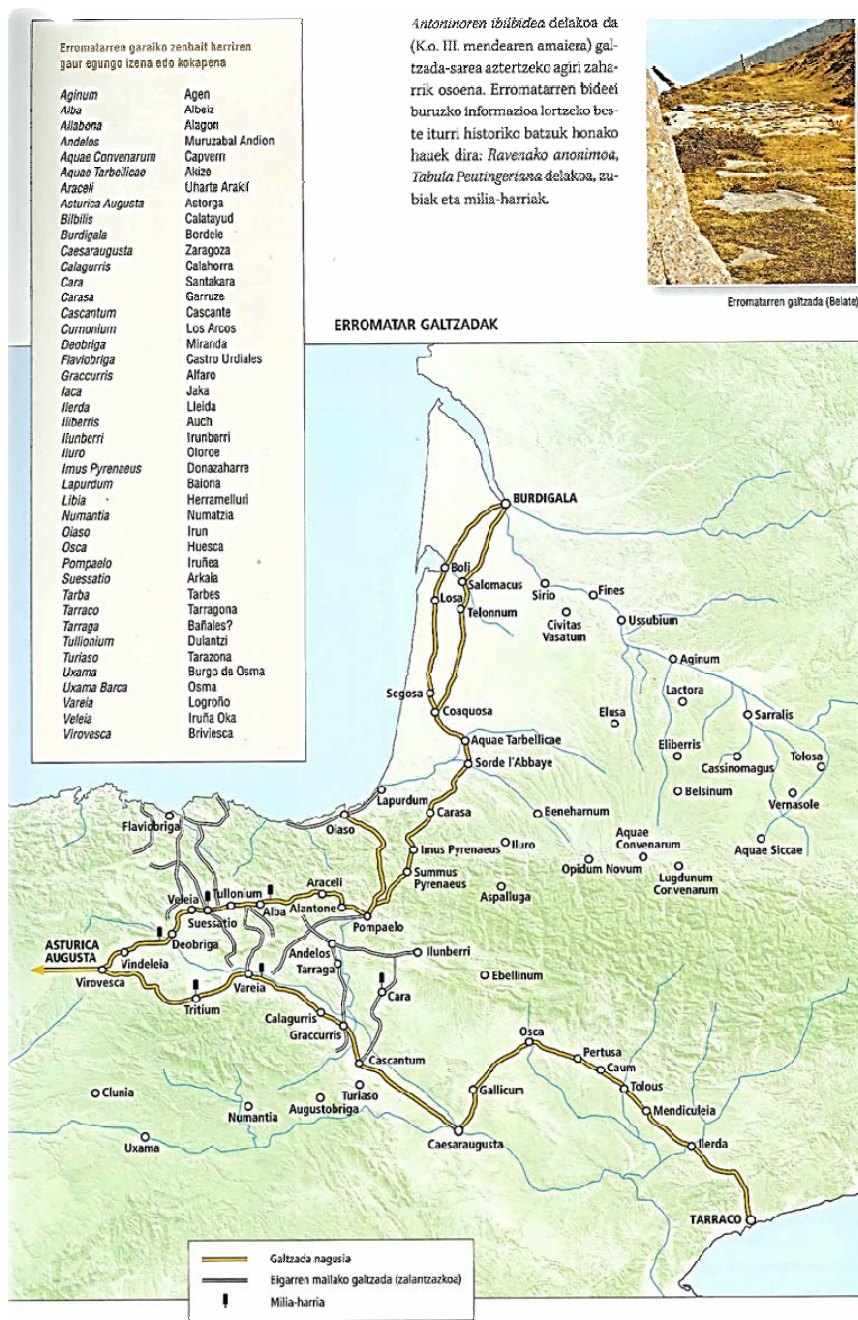 Erromatarren garaiko zenbait herriren
gaur egungo izena edo kokapena
Aginum Agen
Alba Albeiz
Allabona Alagon
Andelos Muruzabal Andion
Aquae Convenarum Capvern
Aquae Tarbellicae Akize
Araceli Uharte Arakil
Asturica Augusta Astorga
Bilbilis Calatayud
Burdigala Bordele
Caesaraugusta Zaragoza
Calagurris Calahorra
Cara Santakara
Carasa Garruze
Cascantum Cascante
Curnonium Los Arcos
Deobriga Miranda
Flaviobriga Castro Urdiales
Graccurris Alfaro
Iaca Jaka
Ilerda Lleida
Iliberris Auch
Ilunberri Irunberri
Iluro Oloroe
Imus Pyrenaeus Donazaharra
Lapurdum Baiona
Libia Herramelluri
Numantia Numatzia
Oiaso Irun
Osca Huesca
Pompaelo Iruñea
Suessatio Arkaia
Tarba Tarbes
Tarraco Tarragona
Tarraga Bañales?
Tullionium Dulantzi
Turiaso Tarazona
Uxama Burgo de Osma
Uxama Barca Osma
Vareia Logroño
Veleia Iruña Oka
Virovesca Briviesca
Antoninoren ibilbidea delakoa da
(K.o. III. mendearen amaiera) gal-
tzada-sarea aztertzeko agiri zaha-
rrik osoena. Erromatarren bideei
buruzko informazioa lortzeko bes-
te iturri historiko batzuk honako
hauek dira: Ravenako anonimoa,
Tabula Peutingeriana delakoa, zu-
biak eta milia-harriak.
Erromatarren galtzada (Belate)
ERROMATAR GALTZADAK
BURDIGALA
Boli
Salomacus
Losa
Telonnum
Sirio
Fines
Civitas
Vasatum
Ussubium
Aginum
Lactora
Segosa
Coaquosa
Elusa
Sarralis
Aquae Tarbellicae
Eliberris
Cassinomagus
Tolosa
Sorde l'Abbaye
Lapurdum
Belsinum
Vernasole
Flaviobriga
Oiaso
Carasa
Beneharnum
Imus Pyrenaeus
Iluro
Aquae
Convenarum
Aquae Siccae
Opidum Novum
Lugdunum
Convenarum
Summus
Pyrenaeus
Aspalluga
Araceli
Tullonium
Veleia
Alba
Alantone
Suessatio
Pompaelo
Deobriga
ASTURICA
AUGUSTA
Vindeleia
Andelos
Ilunberri
Tarraga
Virovesca
Vareia
Ebellinum
Cara
Tritium
Calagurris
Graccurris
Osca
Pertusa
Cascantum
Caum
Clunia
Turiaso
Gallicum
Tolous
Augustobriga
Numantia
Mendiculeia
Caesaraugusta
Uxama
Ilerda
TARRACO
Galtzada nagusia
Bigarren mailako galtzada (zalantzazkoa)
Milia-harria